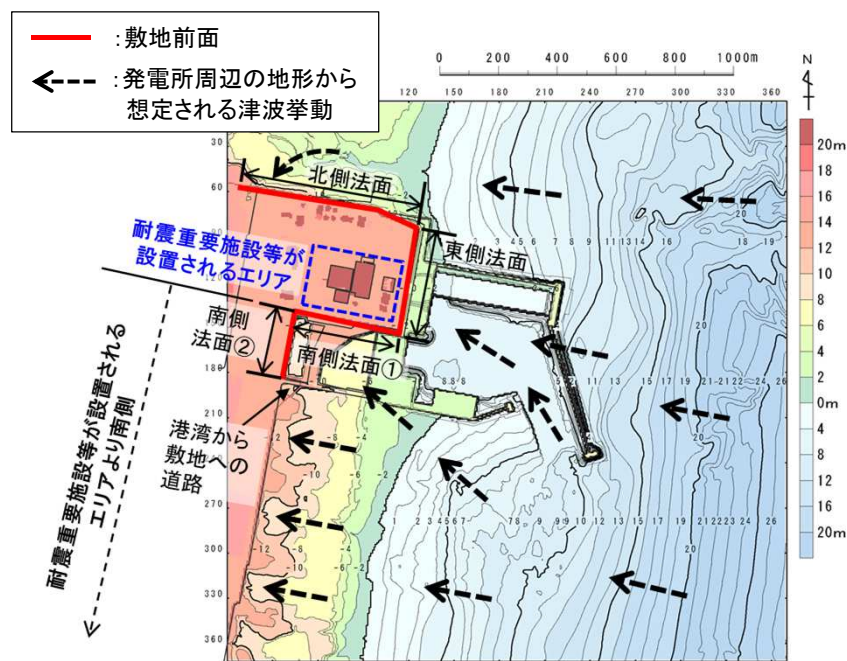 :敷地前面
:発電所周辺の地形から
想定される津波挙動
0 200 400 600 800 1000m
N
120 150 180 210 240 270 300 330 360
30
60
90
120
180
210
270
300
330
360
北側法面
東側法面
耐震重要施設等が
設置されるエリア
南側
法面②
南側法面①
港湾から
敷地への
道路
耐震重要施設等が設置される
エリアより南側
20m
18
16
14
12
10
8
6
4
2
0m
4
8
12
16
20m